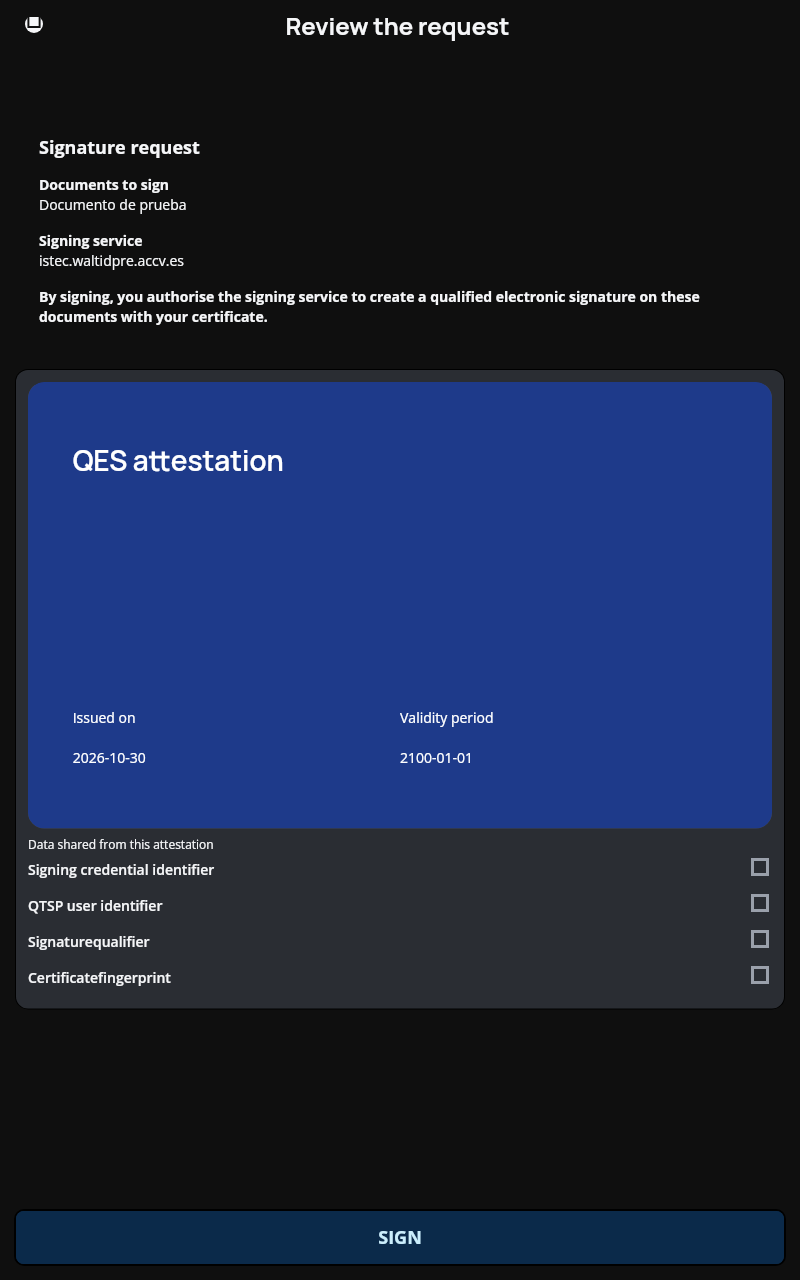 Review the request
Signature request
Documents to sign
Documento de prueba
Signing service
istec.waltidpre.accv.es
By signing, you authorise the signing service to create a qualified electronic signature on these
documents with your certificate.
QES attestation
Issued on
Validity period
2026-10-30
2100-01-01
Data shared from this attestation
Signing credential identifier
QTSP user identifier
Signaturequalifier
Certificatefingerprint
SIGN